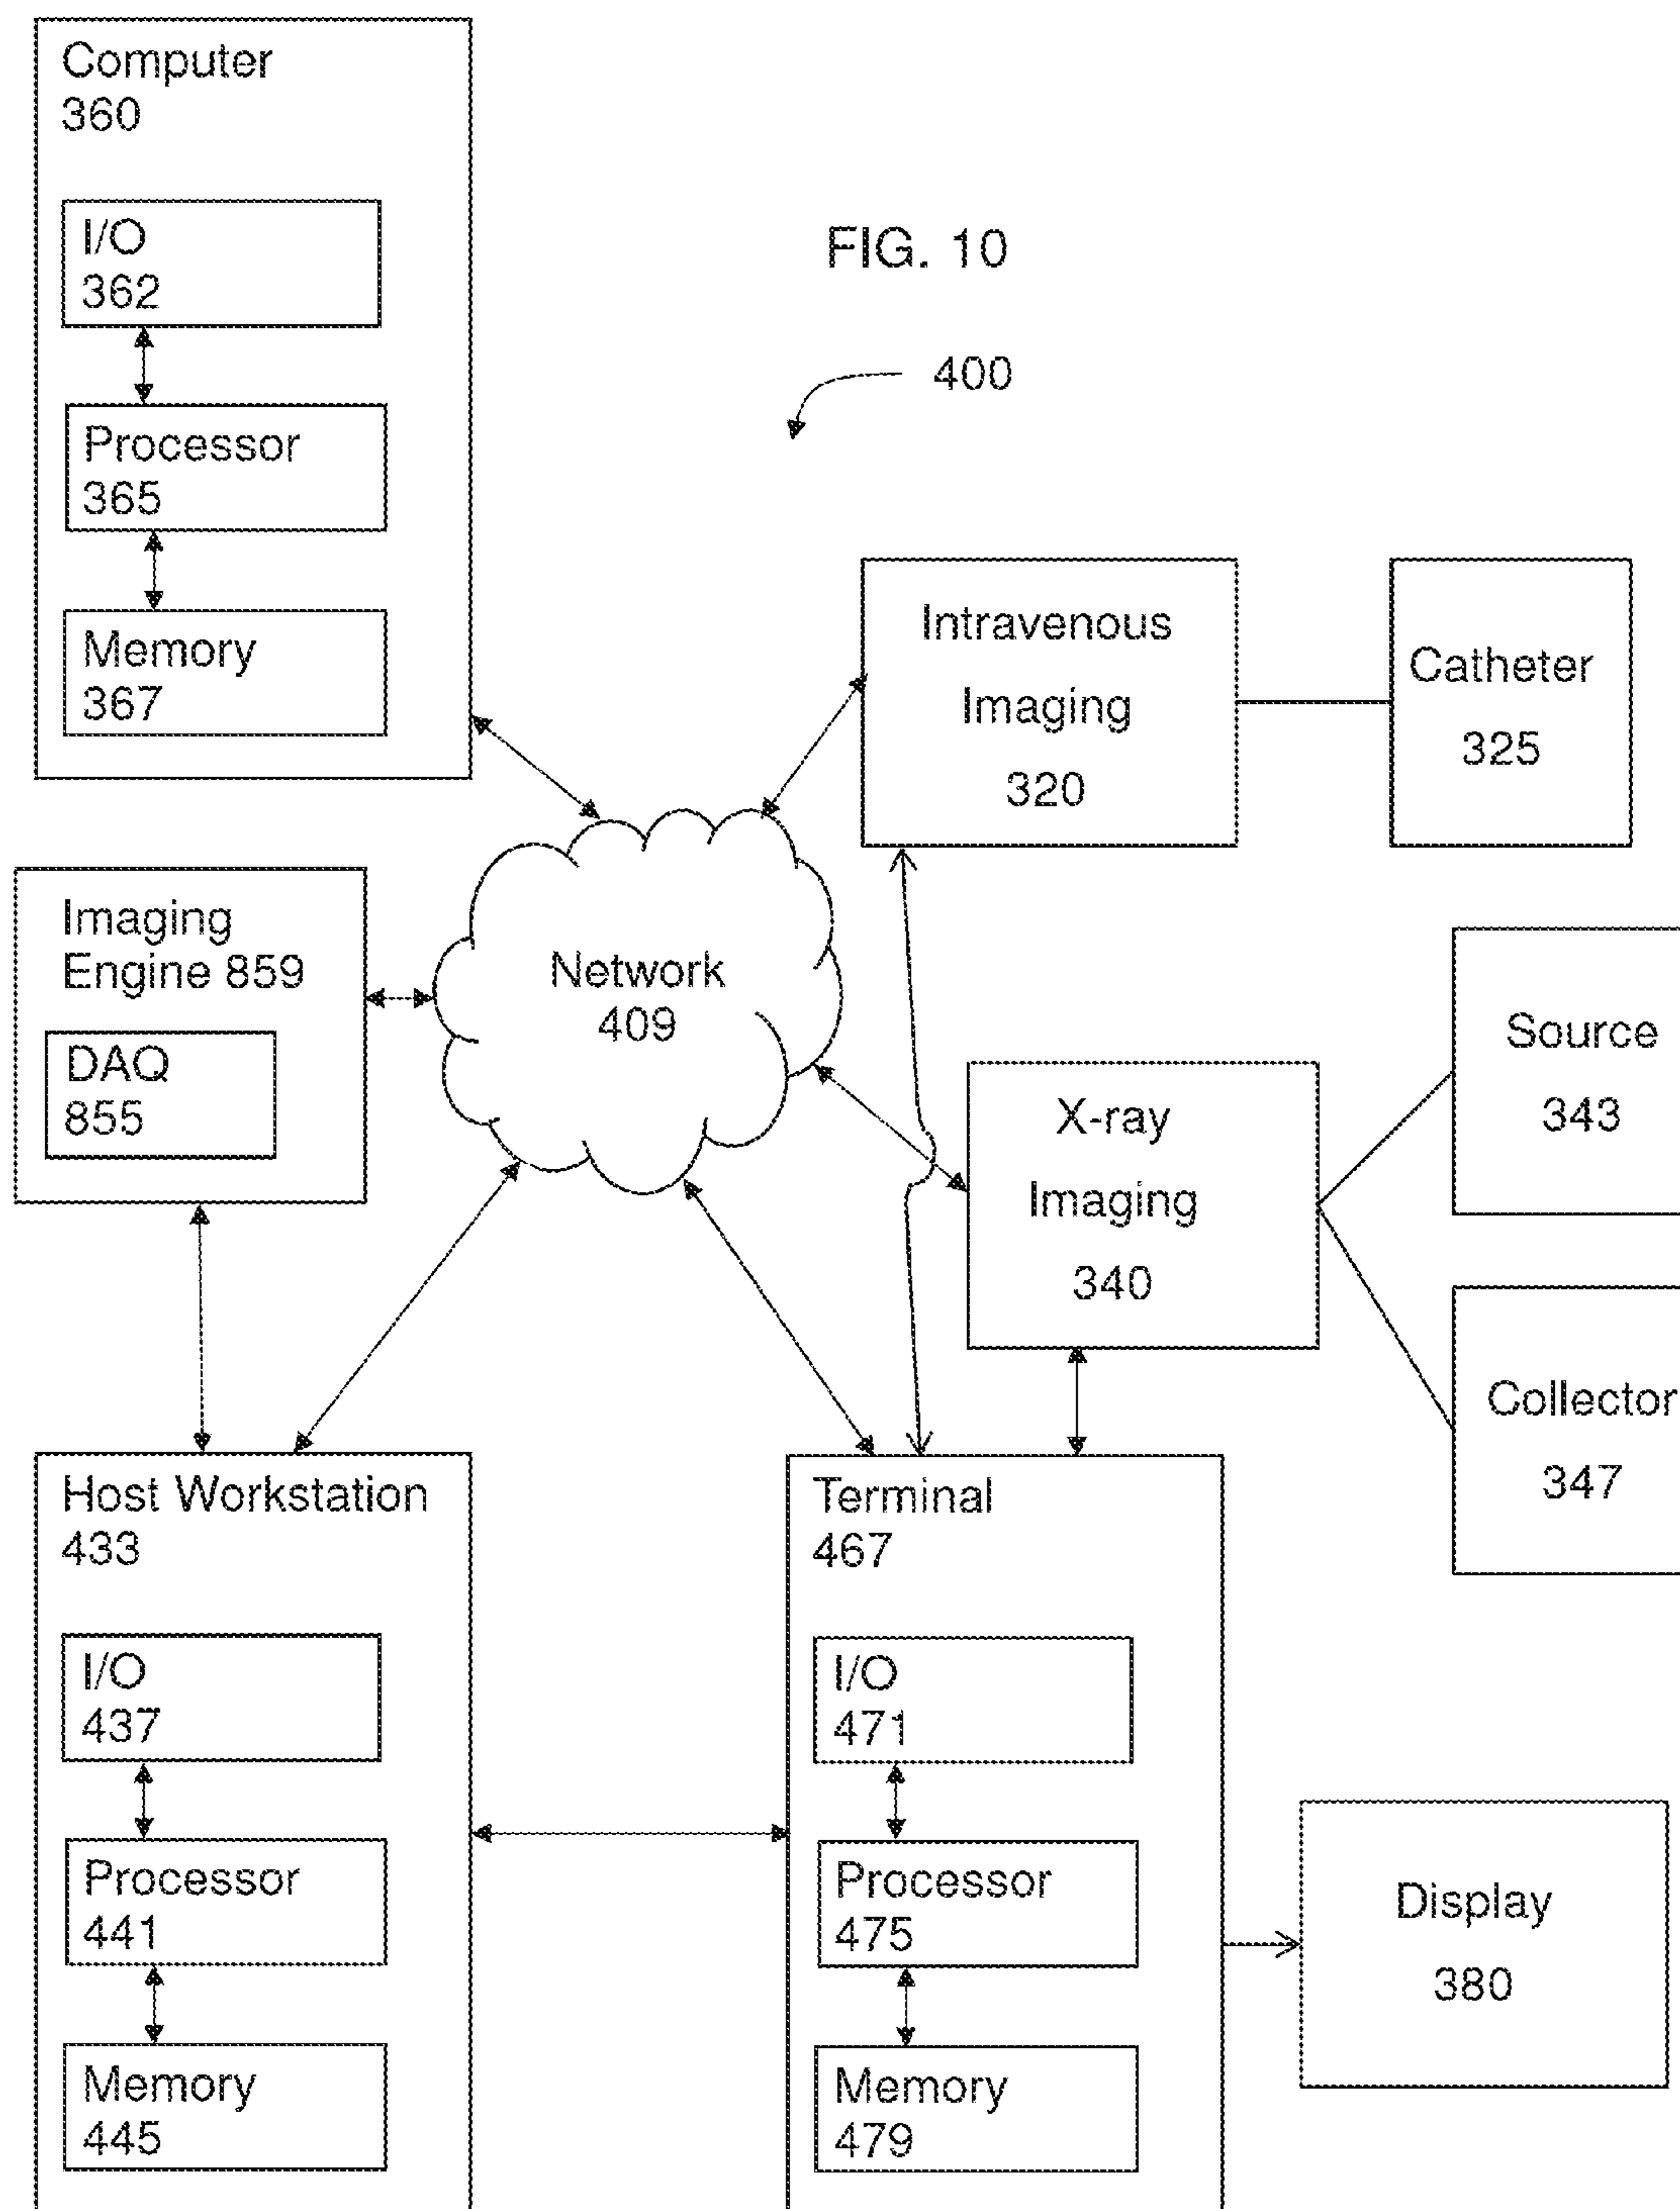 Computer
360
I/O
362
Processor
365
Memory
367
FIG. 10
400
Intravenous
Imaging
320
Catheter
325
Imaging
Engine 859
DAQ
855
Network
409
X-ray
Imaging
340
Source
343
Collector
347
Host Workstation
433
I/O
437
Processor
441
Memory
445
Terminal
467
I/O
471
Processor
475
Memory
479
Display
380